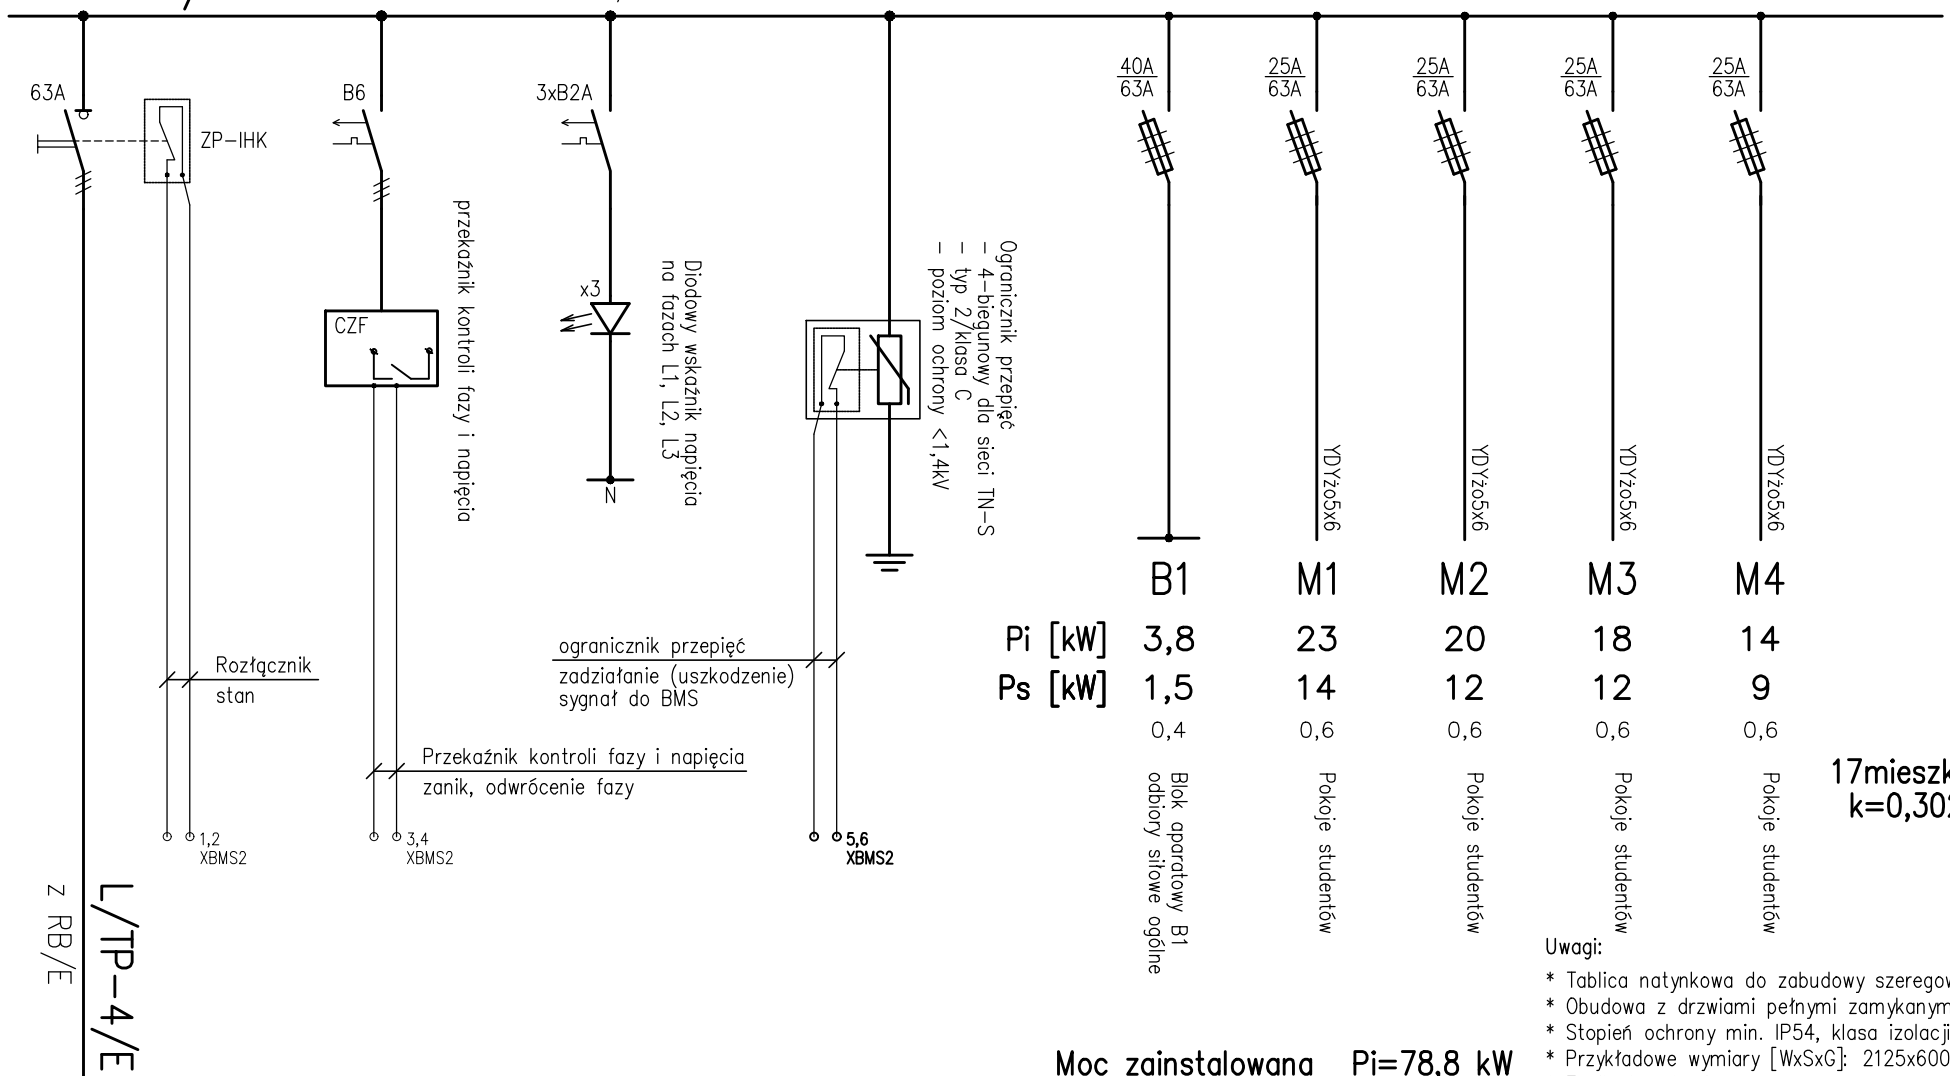 63A
ZP-IHK
B6
3xB2A
40A
63A
25A
63A
25A
63A
25A
63A
25A
63A
przekaźnik kontroli fazy i napięcia
CZF
x3
N
Diodowy wskaźnik napięcia
na fazach L1, L2, L3
Ogranicznik przepięć
- 4-biegunowy dla sieci TN-S
- typ 2/klasa C
- poziom ochrony <1,4kV
YDYżo5x6
YDYżo5x6
YDYżo5x6
YDYżo5x6
B1 M1 M2 M3 M4
Pi [kW] 3,8 23 20 18 14
Ps [kW] 1,5 14 12 12 9
0,4 0,6 0,6 0,6 0,6
Blok aparatowy B1
odbiory siłowe ogólne
Pokoje studentów
Pokoje studentów
Pokoje studentów
Pokoje studentów
17mieszk
k=0,302
Rozłącznik
stan
ogranicznik przepięć
zadziałanie (uszkodzenie)
sygnał do BMS
Przekaźnik kontroli fazy i napięcia
zanik, odwrócenie fazy
1,2
XBMS2
3,4
XBMS2
5,6
XBMS2
L/TP-4/E
z RB/E
Uwagi:
* Tablica natynkowa do zabudowy szeregow
* Obudowa z drzwiami pełnymi zamykanym
* Stopień ochrony min. IP54, klasa izolacji
* Przykładowe wymiary [WxSxG]: 2125x600
Moc zainstalowana Pi=78,8 kW